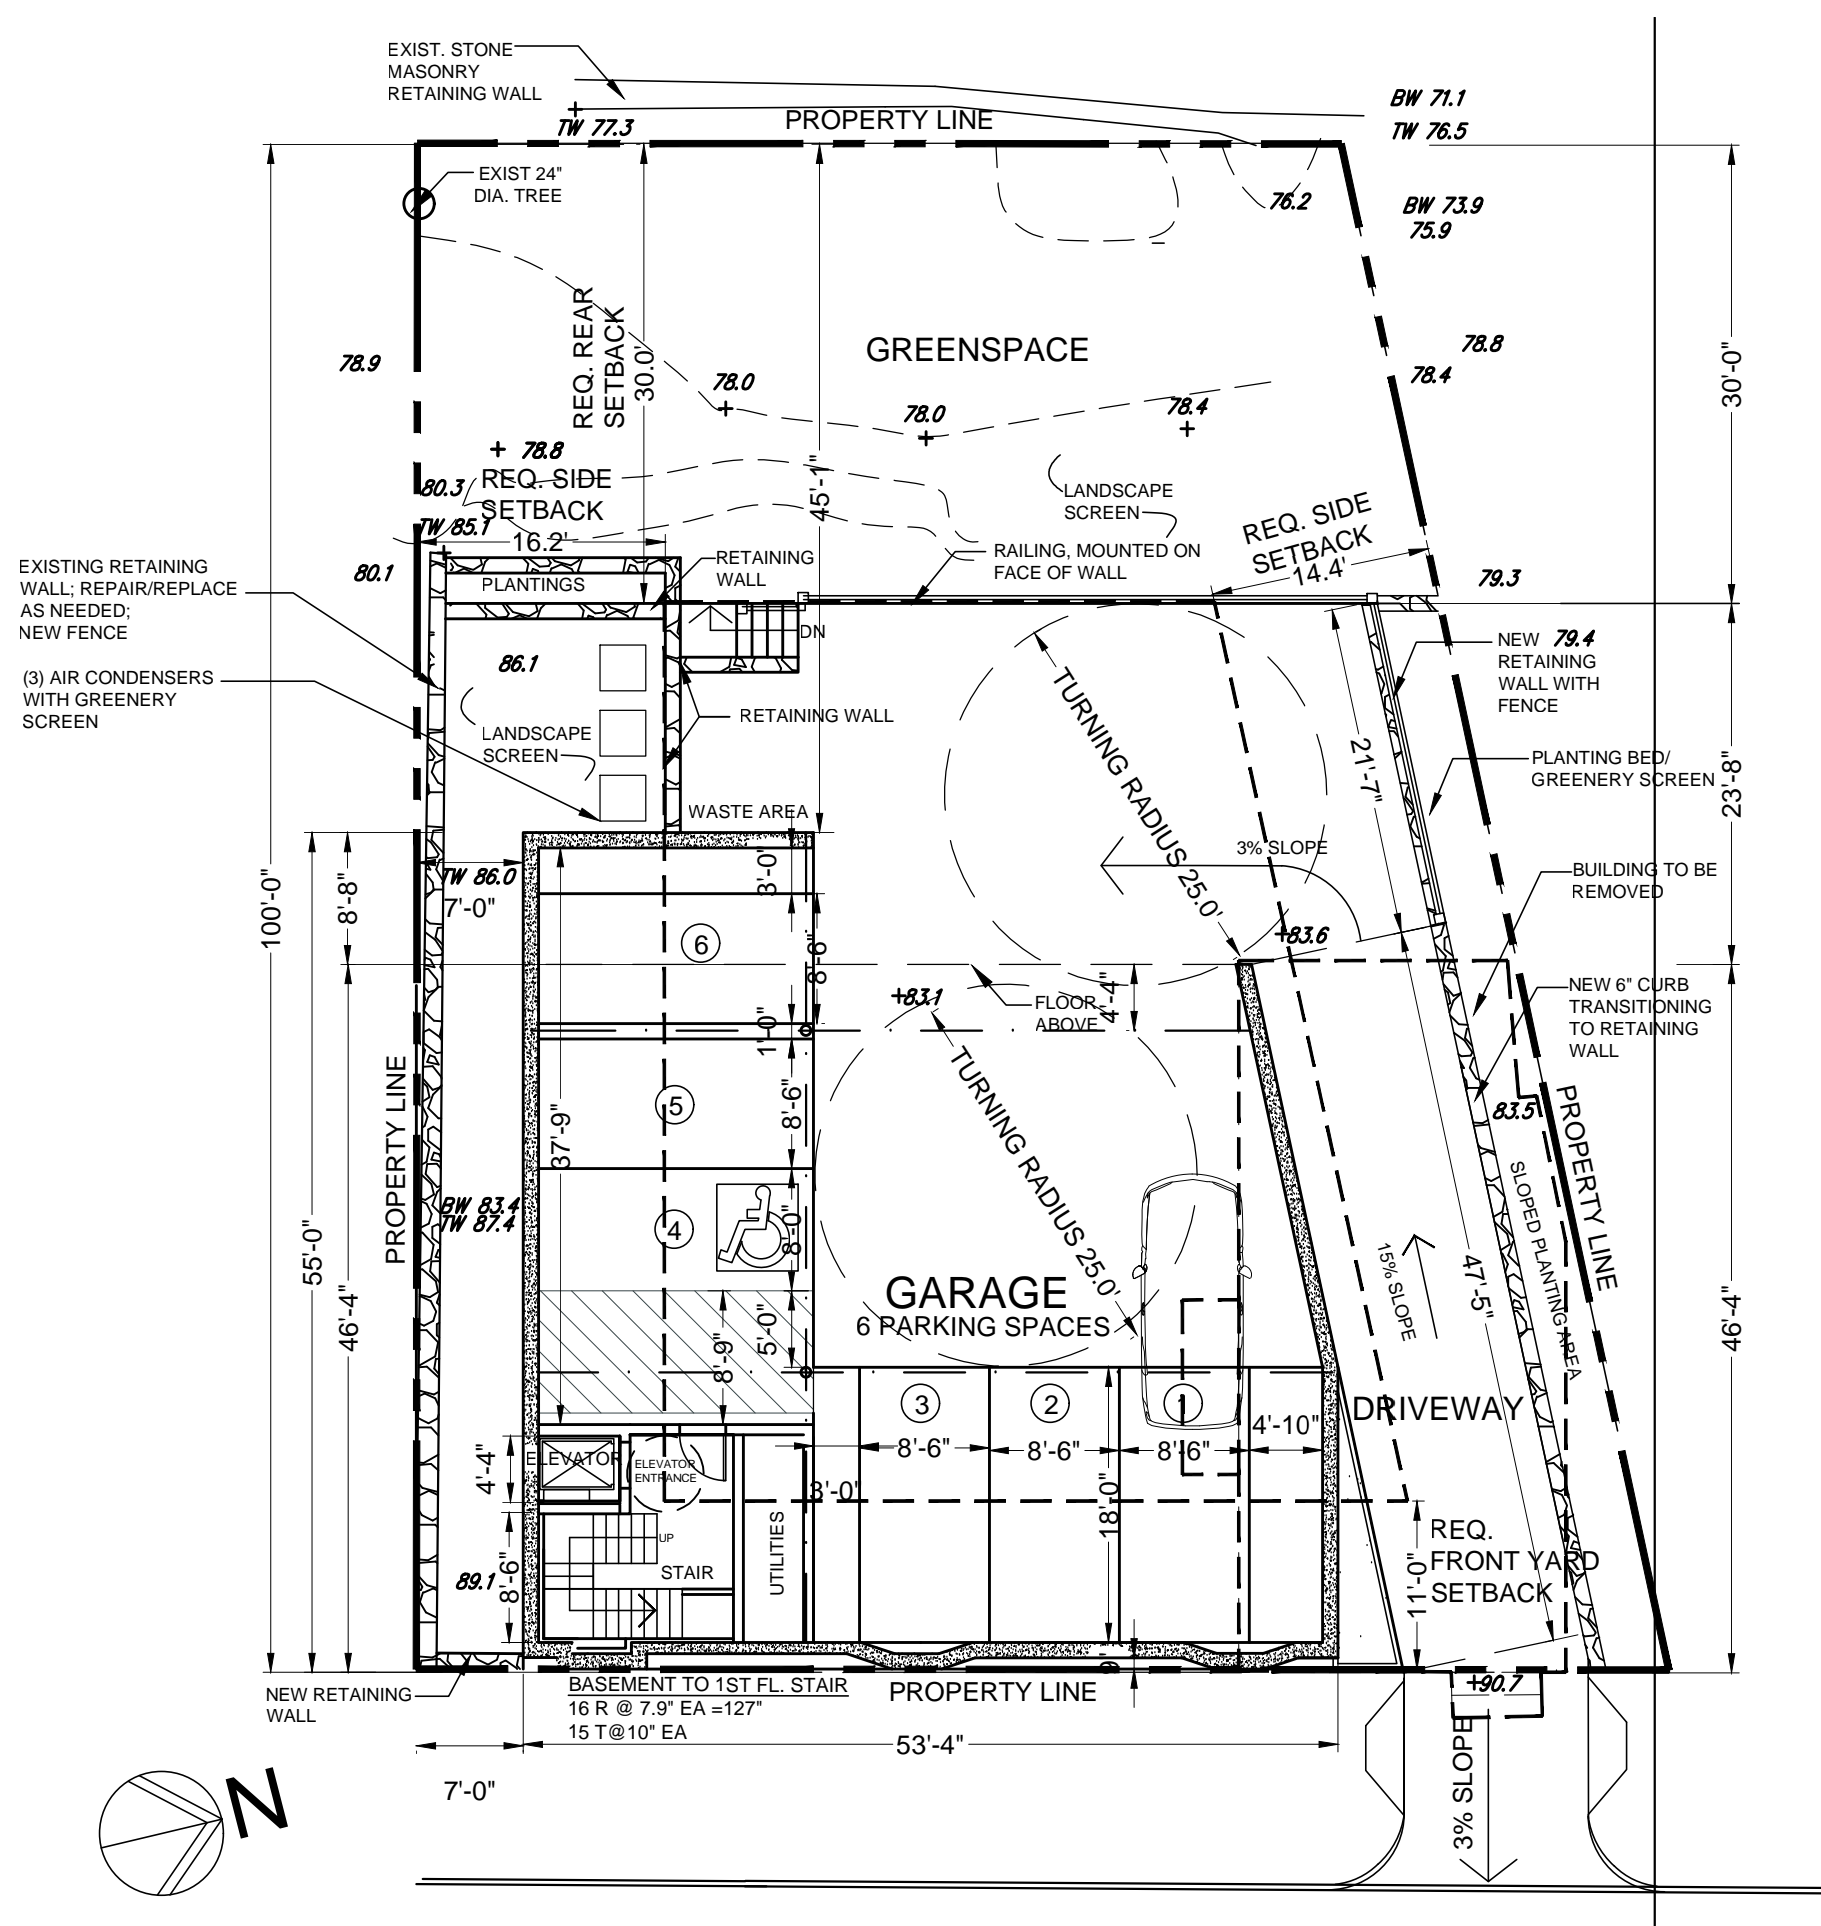 EXIST. STONE
MASONRY
RETAINING WALL
TW 77.3
PROPERTY LINE
BW 71.1
TW 76.5
EXIST 24"
DIA. TREE
76.2
BW 73.9
75.9
REQ. REAR
SETBACK
30.0'
GREENSPACE
78.9
78.8
78.4
30'-0"
78.0
78.0
78.4
78.8
80.3
REQ. SIDE
SETBACK
TW 85.1
16.2'
45'-1"
LANDSCAPE
SCREEN
REQ. SIDE
SETBACK
14.4'
EXISTING RETAINING
WALL; REPAIR/REPLACE
AS NEEDED;
NEW FENCE
80.1
PLANTINGS
RETAINING
WALL
RAILING, MOUNTED ON
FACE OF WALL
79.3
DN
86.1
NEW 79.4
RETAINING
WALL WITH
FENCE
(3) AIR CONDENSERS
WITH GREENERY
SCREEN
LANDSCAPE
SCREEN
RETAINING WALL
TURNING RADIUS 25.0'
21'-7"
PLANTING BED/
GREENERY SCREEN
23'-8"
WASTE AREA
3% SLOPE
BUILDING TO BE
REMOVED
100'-0"
8'-8"
TW 86.0
7'-0"
3'-0"
6
8'-6"
+83.6
+83.1
FLOOR
ABOVE
4'-4"
NEW 6" CURB
TRANSITIONING
TO RETAINING
WALL
1'-0"
PROPERTY LINE
37'-9"
5
8'-6"
TURNING RADIUS 25.0'
83.5
PROPERTY LINE
SLOPED PLANTING AREA
55'-0"
46'-4"
BW 83.4
TW 87.4
4
8'-0"
15% SLOPE
47'-5"
46'-4"
GARAGE
6 PARKING SPACES
5'-0"
8'-9"
3
2
1
8'-6"
8'-6"
8'-6"
4'-10"
DRIVEWAY
4'-4"
ELEVATOR
ELEVATOR
ENTRANCE
3'-0'
18'-0"
UP
STAIR
UTILITIES
89.1
8'-6"
11'-0"
REQ.
FRONT YARD
SETBACK
9"
NEW RETAINING
WALL
BASEMENT TO 1ST FL. STAIR
16 R @ 7.9" EA =127"
15 T@10" EA
PROPERTY LINE
+90.7
53'-4"
7'-0"
3% SLOPE
N